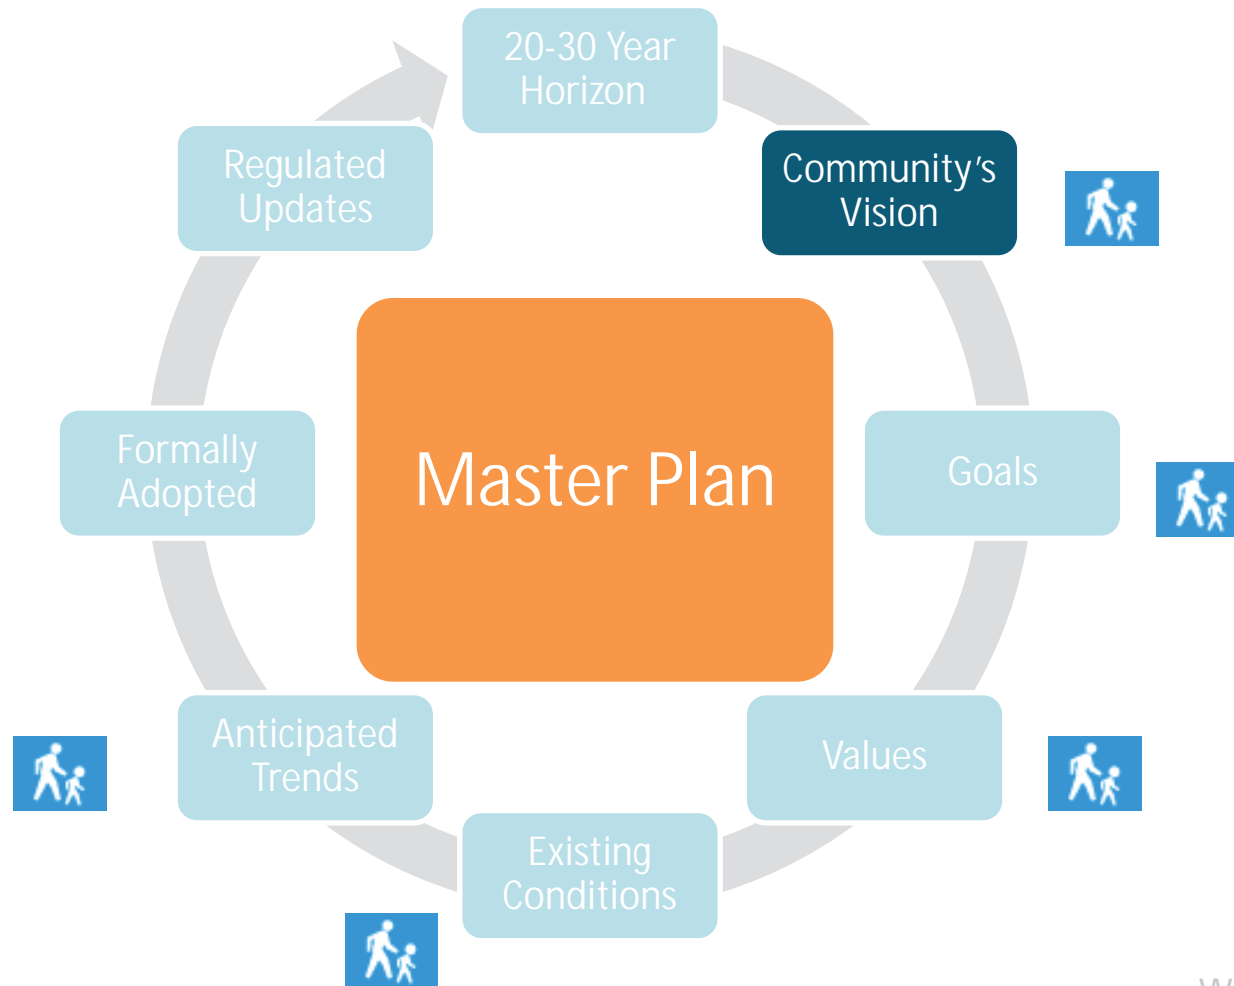 20-30 Year
Horizon
Community's
Vision
Goals
Values
Existing
Conditions
Anticipated
Trends
Formally
Adopted
Regulated
Updates
Master Plan